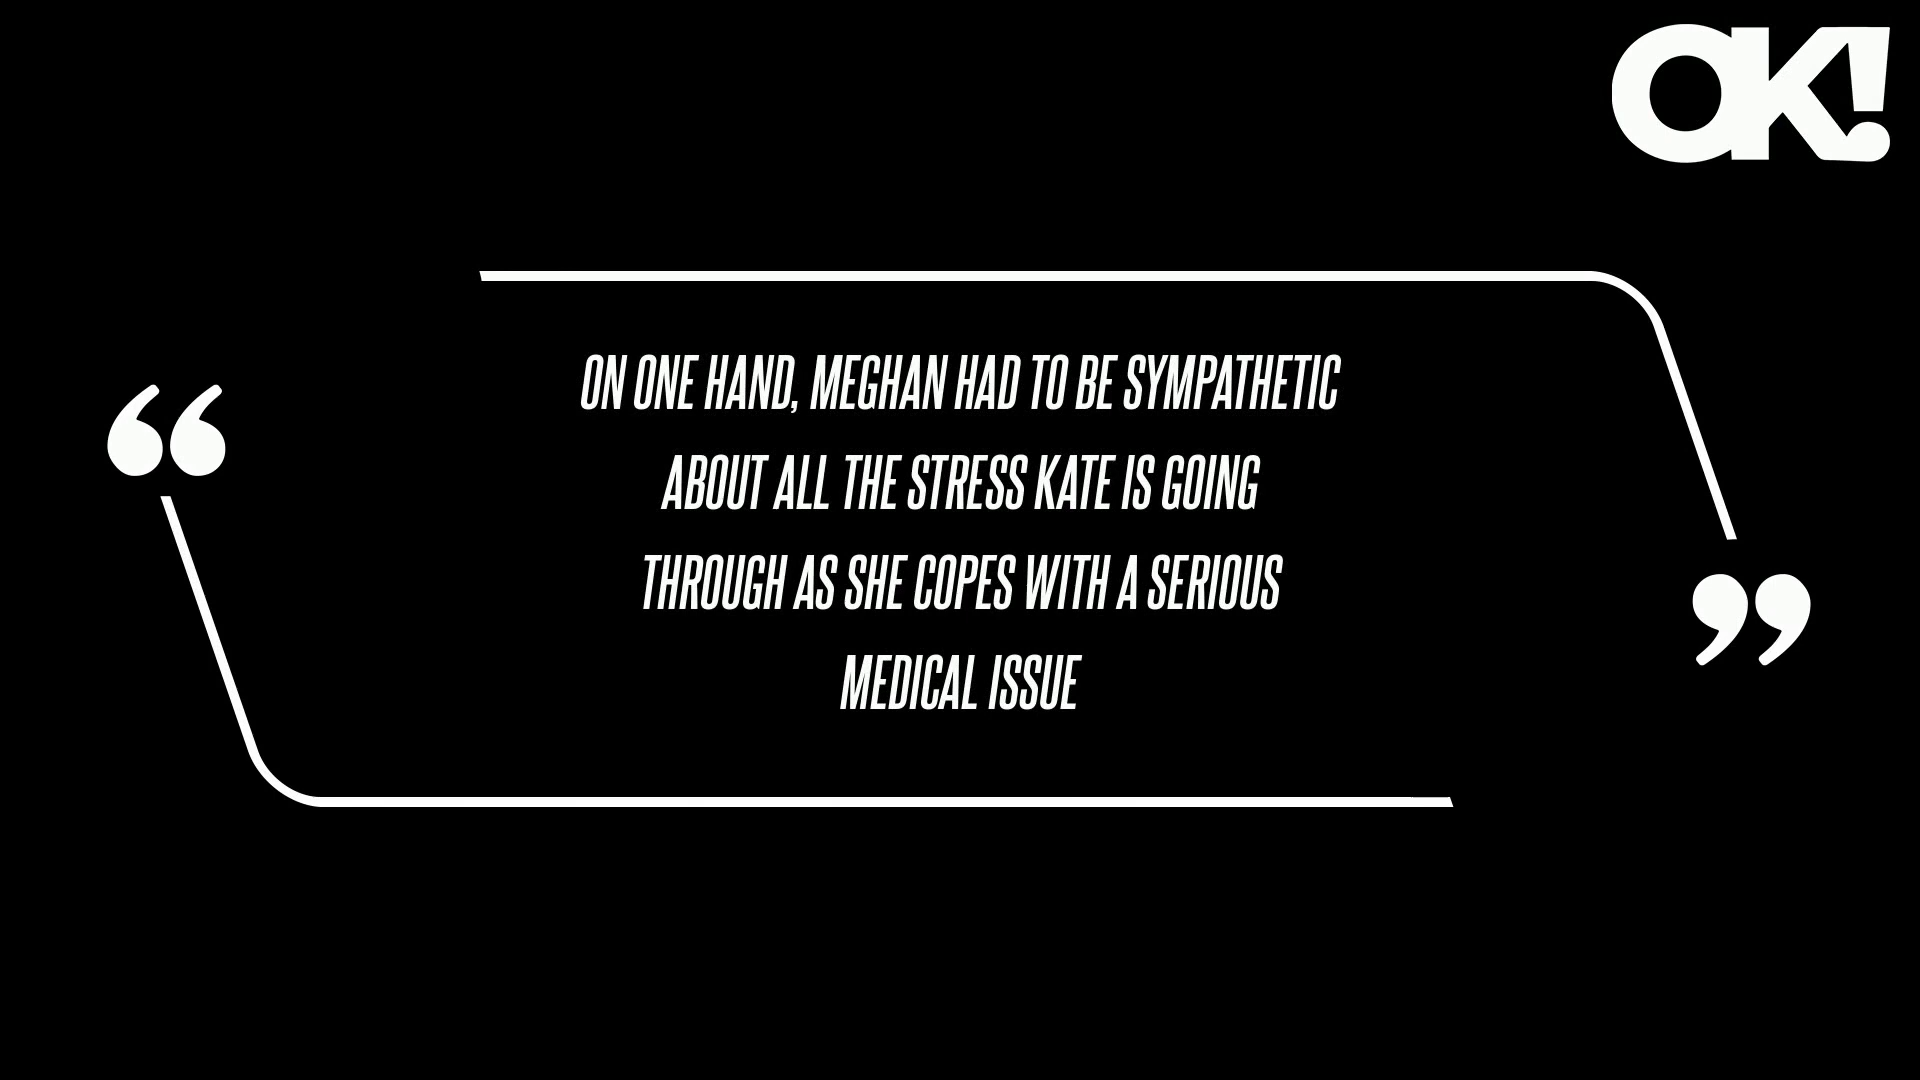 OK!
ON ONE HAND, MEGHAN HAD TO BE SYMPATHETIC
ABOUT ALL THE STRESS KATE IS GOING
THROUGH AS SHE COPES WITH A SERIOUS
MEDICAL ISSUE